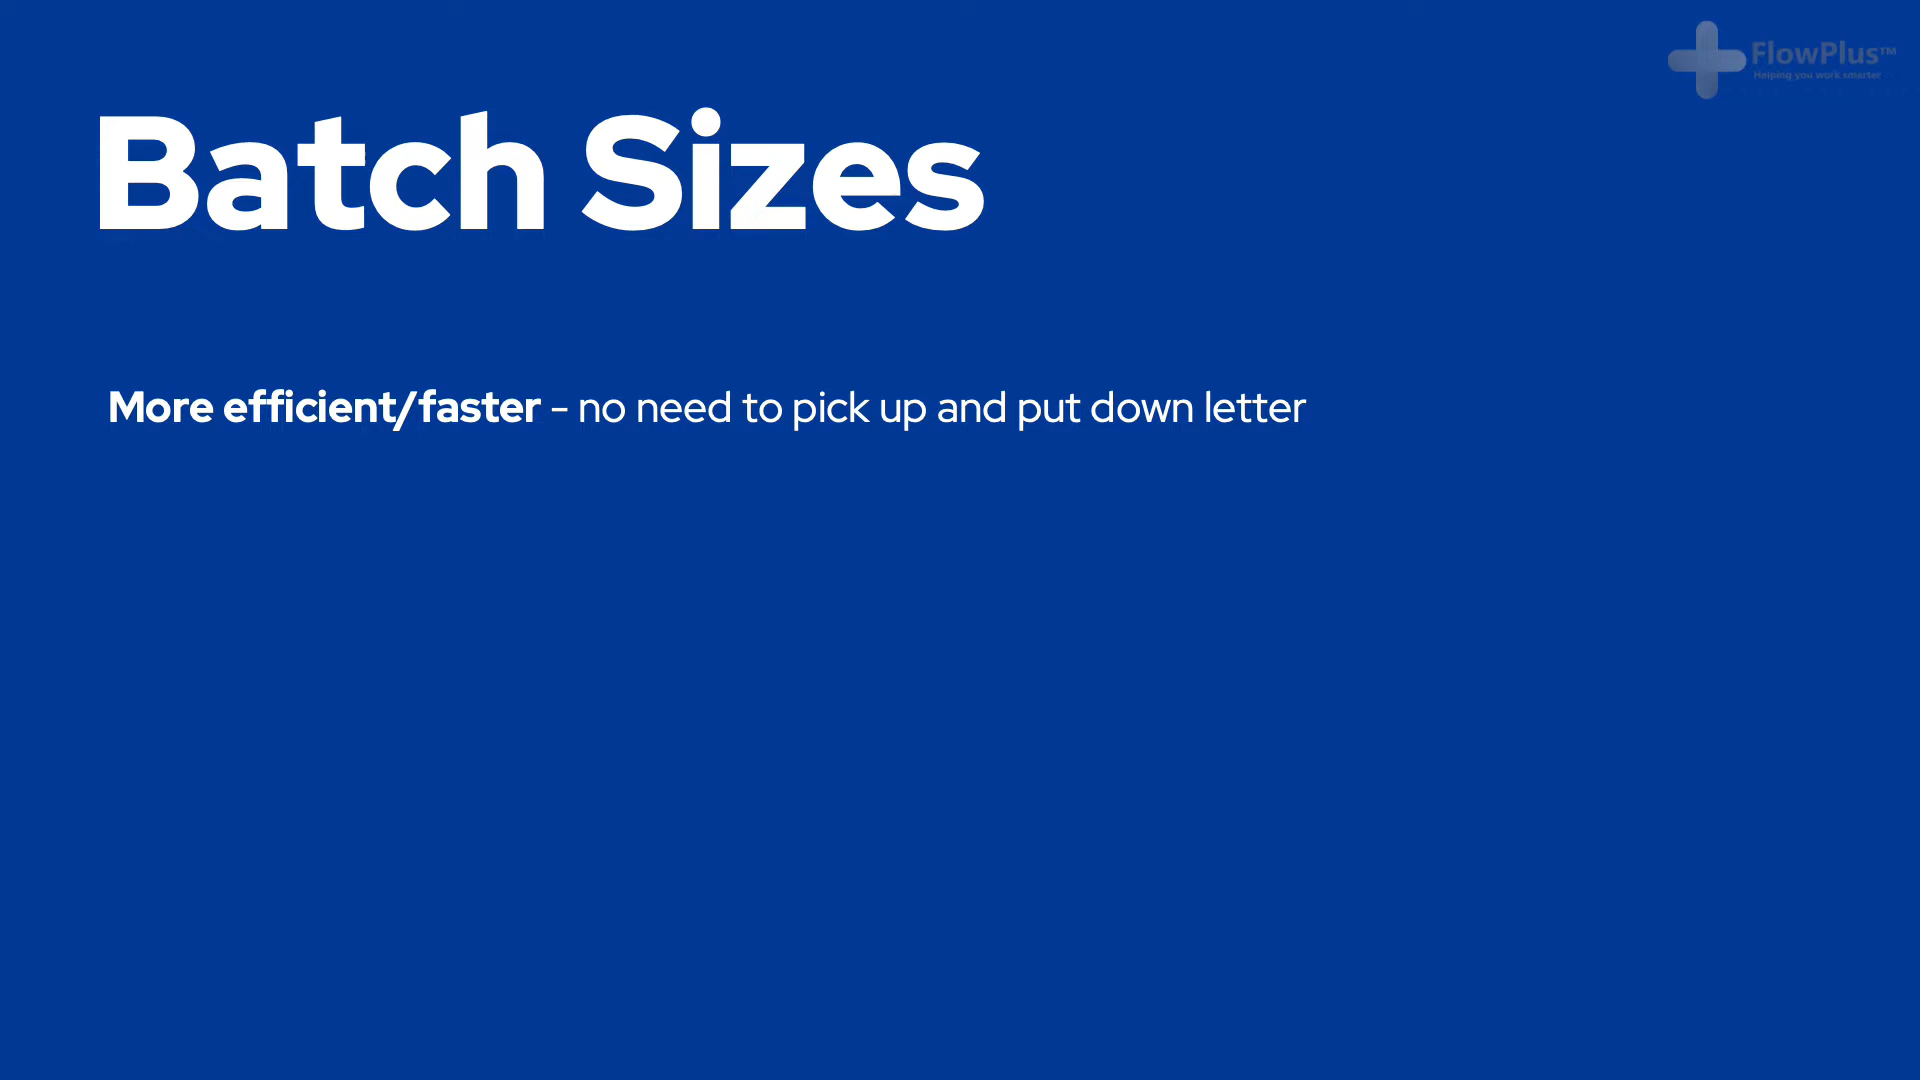 FlowPlus™
Helping you work smarter
Batch Sizes
More efficient/faster - no need to pick up and put down letter